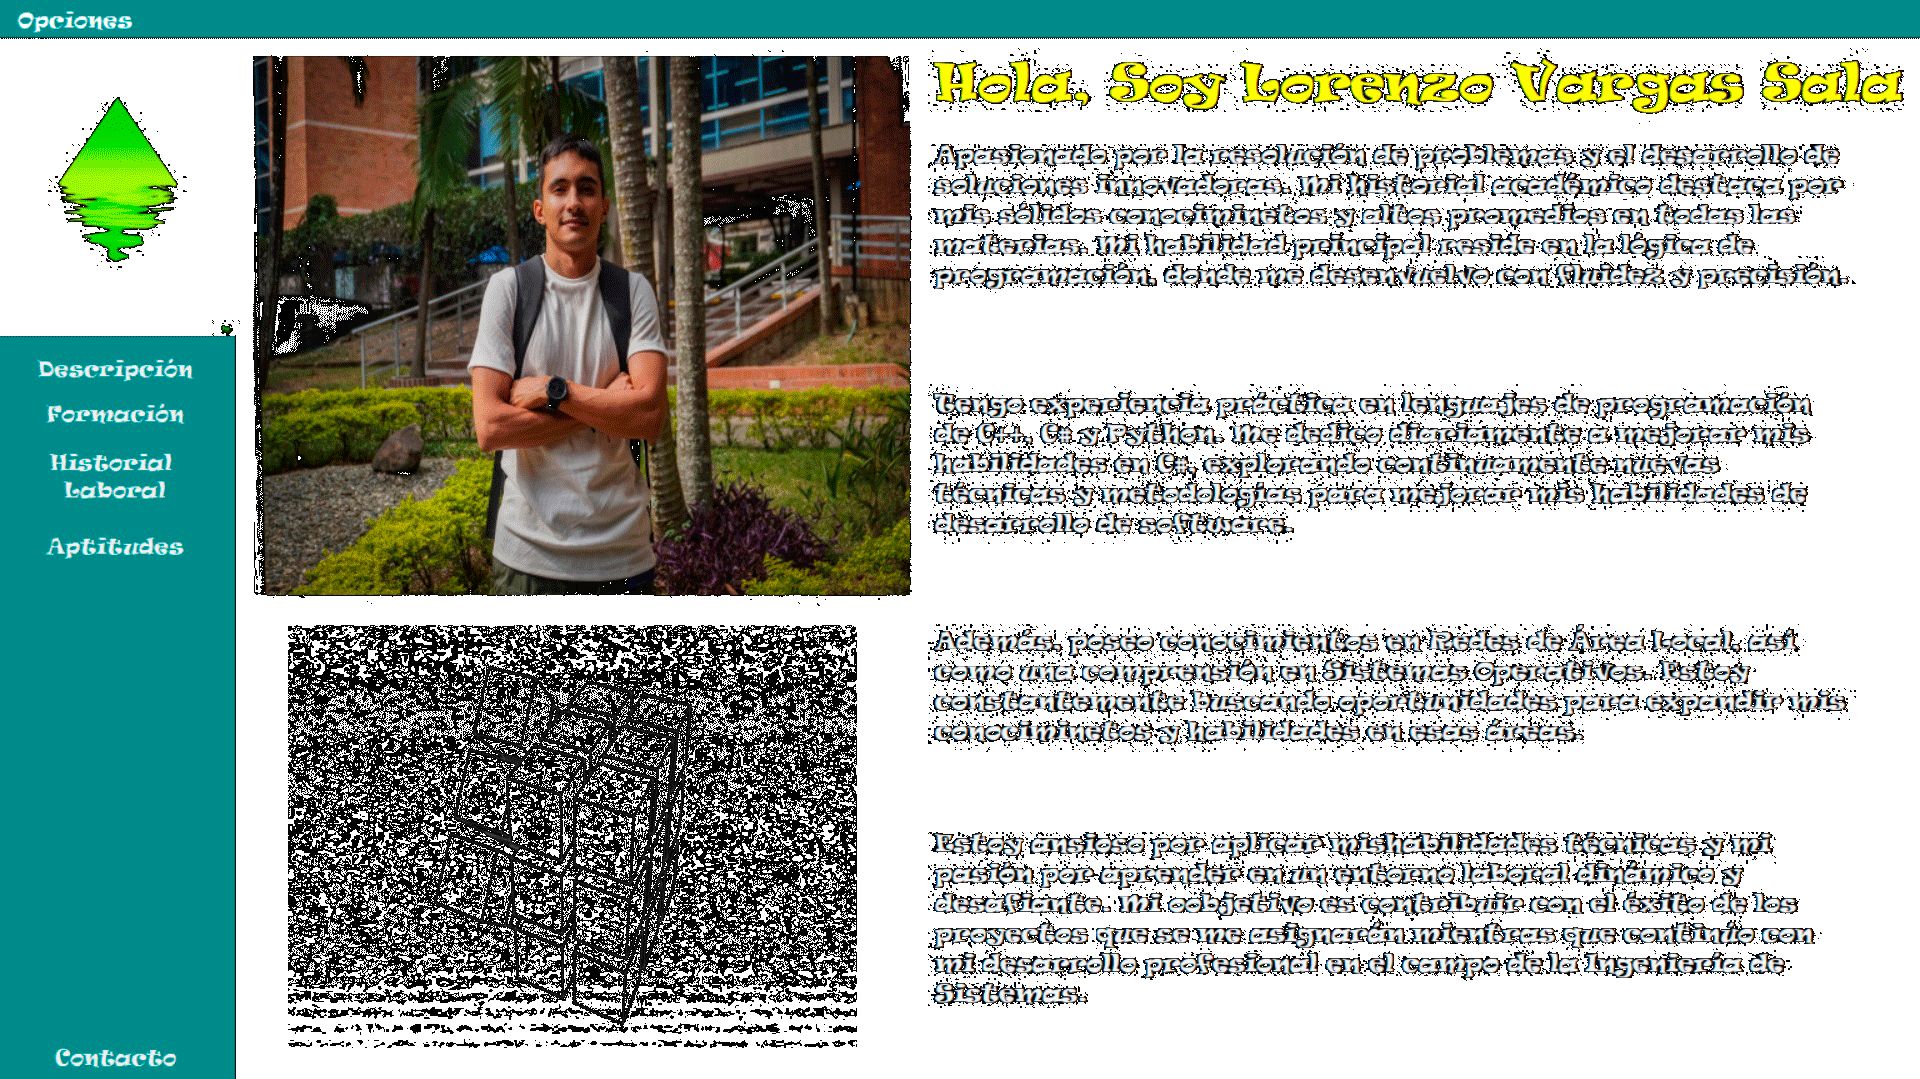 Opciones
Hola, Soy Lorenzo Vargas Sala
Descripción
Formación
Historial
Laboral
Aptitudes
Contacto
Apasionado por la resolución de problemas y el desarrollo de
soluciones innovadoras. Mi historial académico destaca por
mis sólidos conociminetos y altos promedios en todas las
materias. Mi habilidad principal reside en la lógica de
programación, donde me desenvuelvo con fluidez y precisión.
Tengo experiencia práctica en lenguajes de programación
de C++, C# y Python. Me dedico diariamente a mejorar mis
habilidades en C#, explorando continuamente nuevas
técnicas y metodologías para mejorar mis habilidades de
desarrollo de software.
Además, poseo conocimientos en Redes de Área Local, así
como una comprensión en Sistemas Operativos. Estoy
constantemente buscando oportunidades para expandir mis
conociminetos y habilidades en esas áreas.
Estoy ansioso por aplicar mishabilidades técnicas y mi
pasión por aprender en un entorno laboral dinámico y
desafiante. Mi oobjetivo es contribuir con el éxito de los
proyectos que se me asignarán mientras que continúo con
mi desarrollo profesional en el campo de la Ingeniería de
Sistemas.